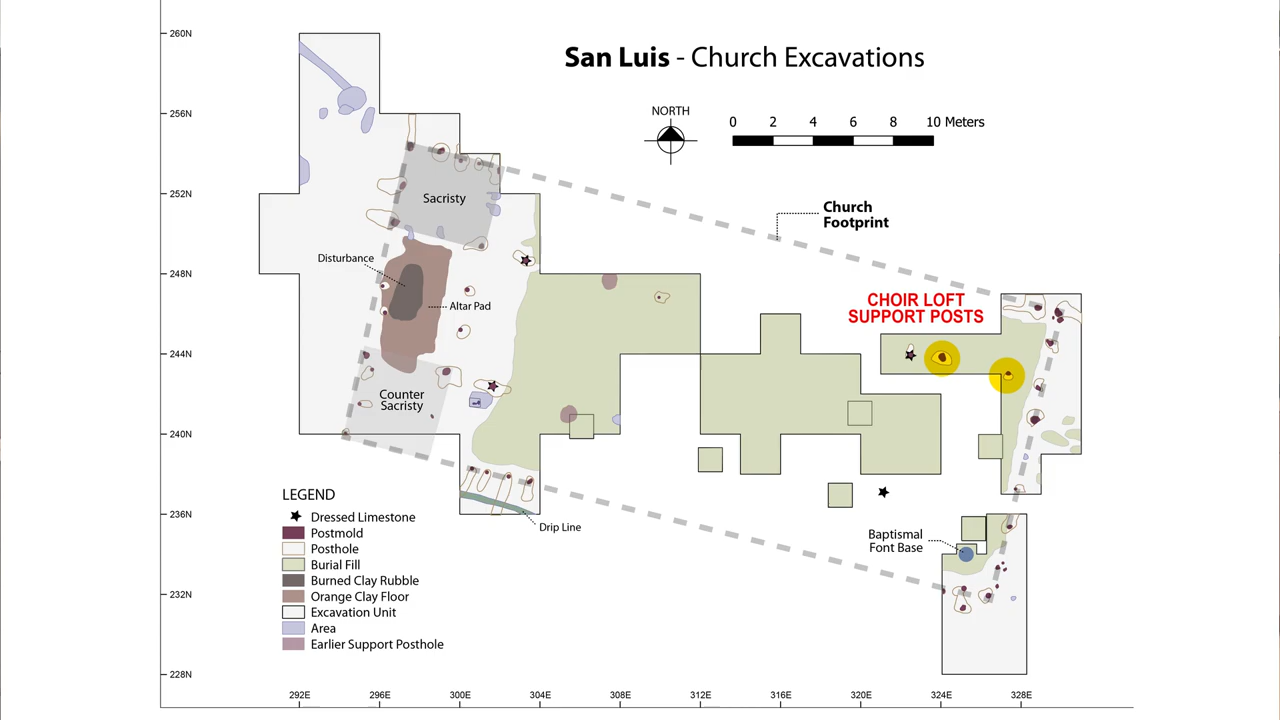 San Luis - Church Excavations
260N
256N
252N
248N
244N
240N
236N
232N
228N
NORTH
0 2 4 6 8 10 Meters
Sacristy
Church
Footprint
Disturbance
Altar Pad
CHOIR LOFT
SUPPORT POSTS
Counter
Sacristy
LEGEND
Dressed Limestone
Postmold
Posthole
Burial Fill
Burned Clay Rubble
Orange Clay Floor
Excavation Unit
Area
Earlier Support Posthole
Drip Line
Baptismal
Font Base
292E 296E 300E 304E 308E 312E 316E 320E 324E 328E